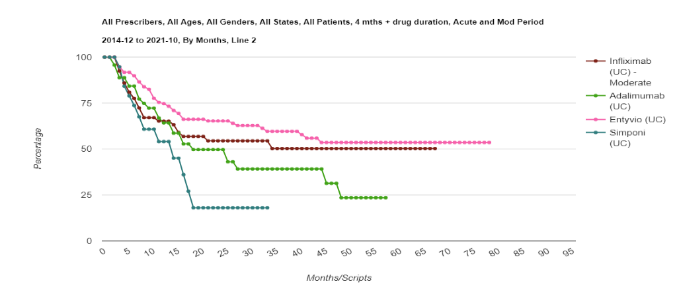 All Prescribers, All Ages, All Genders, All States, All Patients, 4 mths + drug duration, Acute and Mod Period
2014-12 to 2021-10, By Months, Line 2
100
75
50
25
0
Percentage
0
5
10
15
20
25
30
35
40
45
50
55
60
65
70
75
80
85
90
95
Months/Scripts
Infliximab
(UC) -
Moderate
Adalimumab
(UC)
Entyvio (UC)
Simponi
(UC)